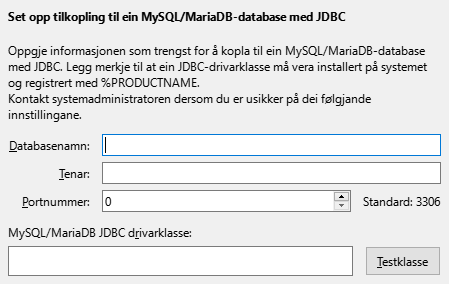 Set opp tilkopling til ein MySQL/MariaDB-database med JDBC
Oppgje informasjonen som trengst for å kopla til ein MySQL/MariaDB-database
med JDBC. Legg merkje til at ein JDBC-drivarklasse må vera installert på systemet
og registrert med %PRODUCTNAME.
Kontakt systemadministratoren dersom du er usikker på dei følgjande
innstillingane.
Databasenamn:
Tenar:
Portnummer: 0 Standard: 3306
MySQL/MariaDB JDBC drivarklasse:
Testklasse